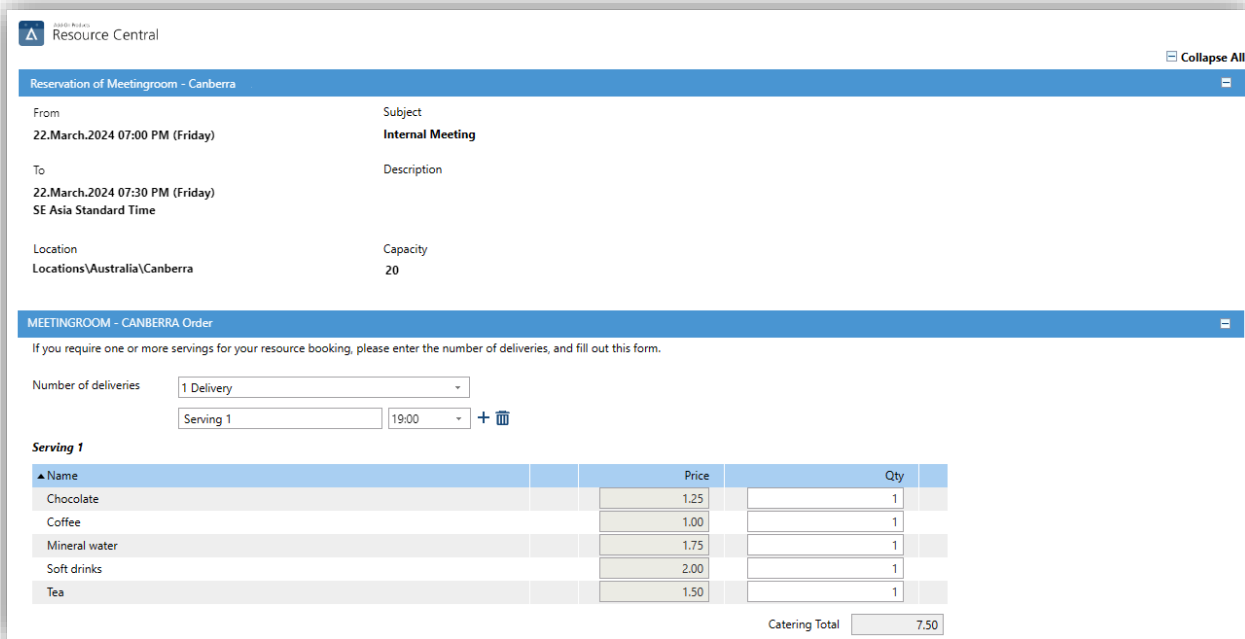 Resource Central
Collapse All
Reservation of Meetingroom - Canberra
From Subject
22.March.2024 07:00 PM (Friday) Internal Meeting
To Description
22.March.2024 07:30 PM (Friday)
SE Asia Standard Time
Location Capacity
Locations\Australia\Canberra 20
MEETINGROOM - CANBERRA Order
If you require one or more servings for your resource booking, please enter the number of deliveries, and fill out this form.
Number of deliveries 1 Delivery
Serving 1 19:00
Serving 1
Name Price Qty
Chocolate 1.25 1
Coffee 1.00 1
Mineral water 1.75 1
Soft drinks 2.00 1
Tea 1.50 1
Catering Total 7.50